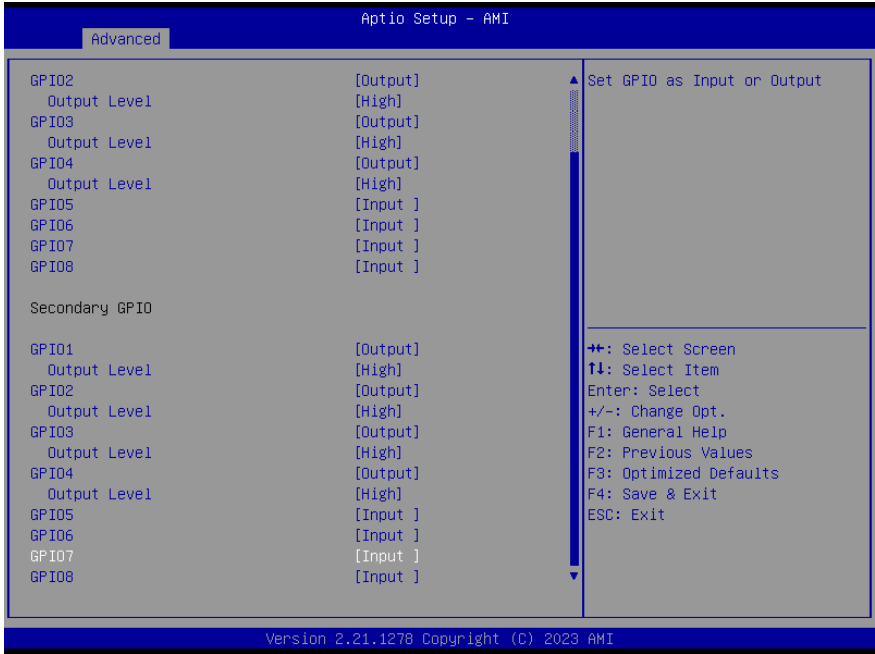 Aptio Setup – AMI
Advanced
GPIO2 [Output]
Output Level [High]
GPIO3 [Output]
Output Level [High]
GPIO4 [Output]
Output Level [High]
GPIO5 [Input ]
GPIO6 [Input ]
GPIO7 [Input ]
GPIO8 [Input ]
Secondary GPIO
GPIO1 [Output]
Output Level [High]
GPIO2 [Output]
Output Level [High]
GPIO3 [Output]
Output Level [High]
GPIO4 [Output]
Output Level [High]
GPIO5 [Input ]
GPIO6 [Input ]
GPIO7 [Input ]
GPIO8 [Input ]
Set GPIO as Input or Output
→←: Select Screen
↑↓: Select Item
Enter: Select
+/-: Change Opt.
F1: General Help
F2: Previous Values
F3: Optimized Defaults
F4: Save & Exit
ESC: Exit
Version 2.21.1278 Copyright (C) 2023 AMI